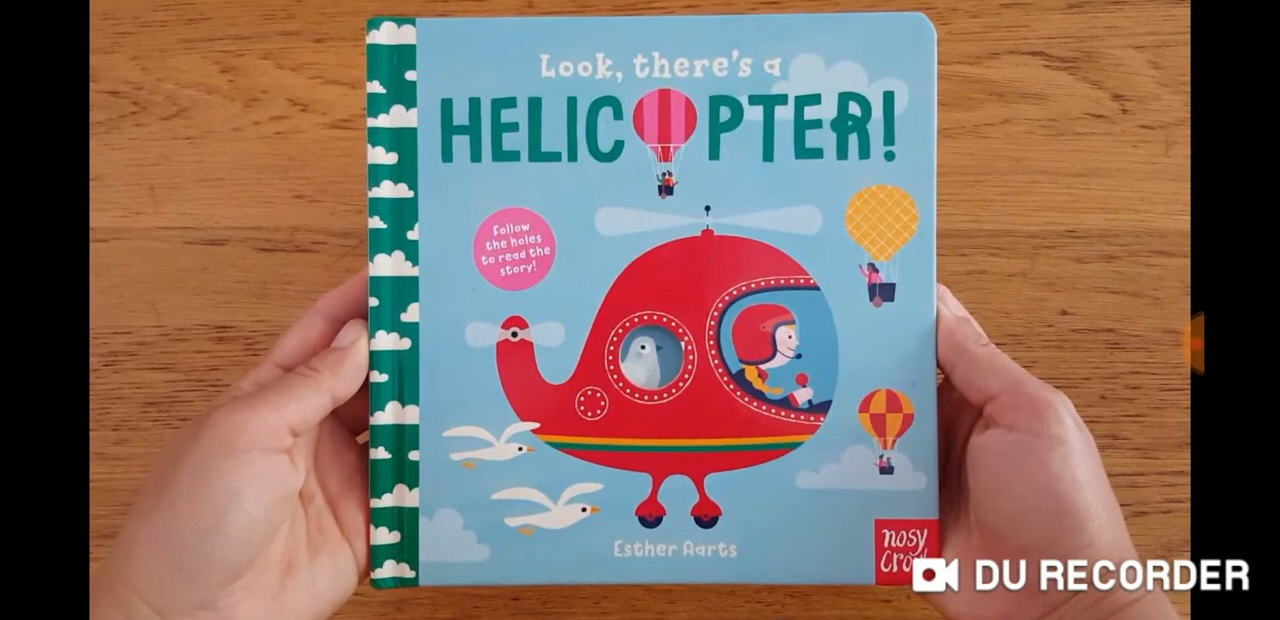 Look, there's a
HELICOPTER!
Follow
the holes
to read the
story!
Esther Aarts
nosy
Crow
DU RECORDER